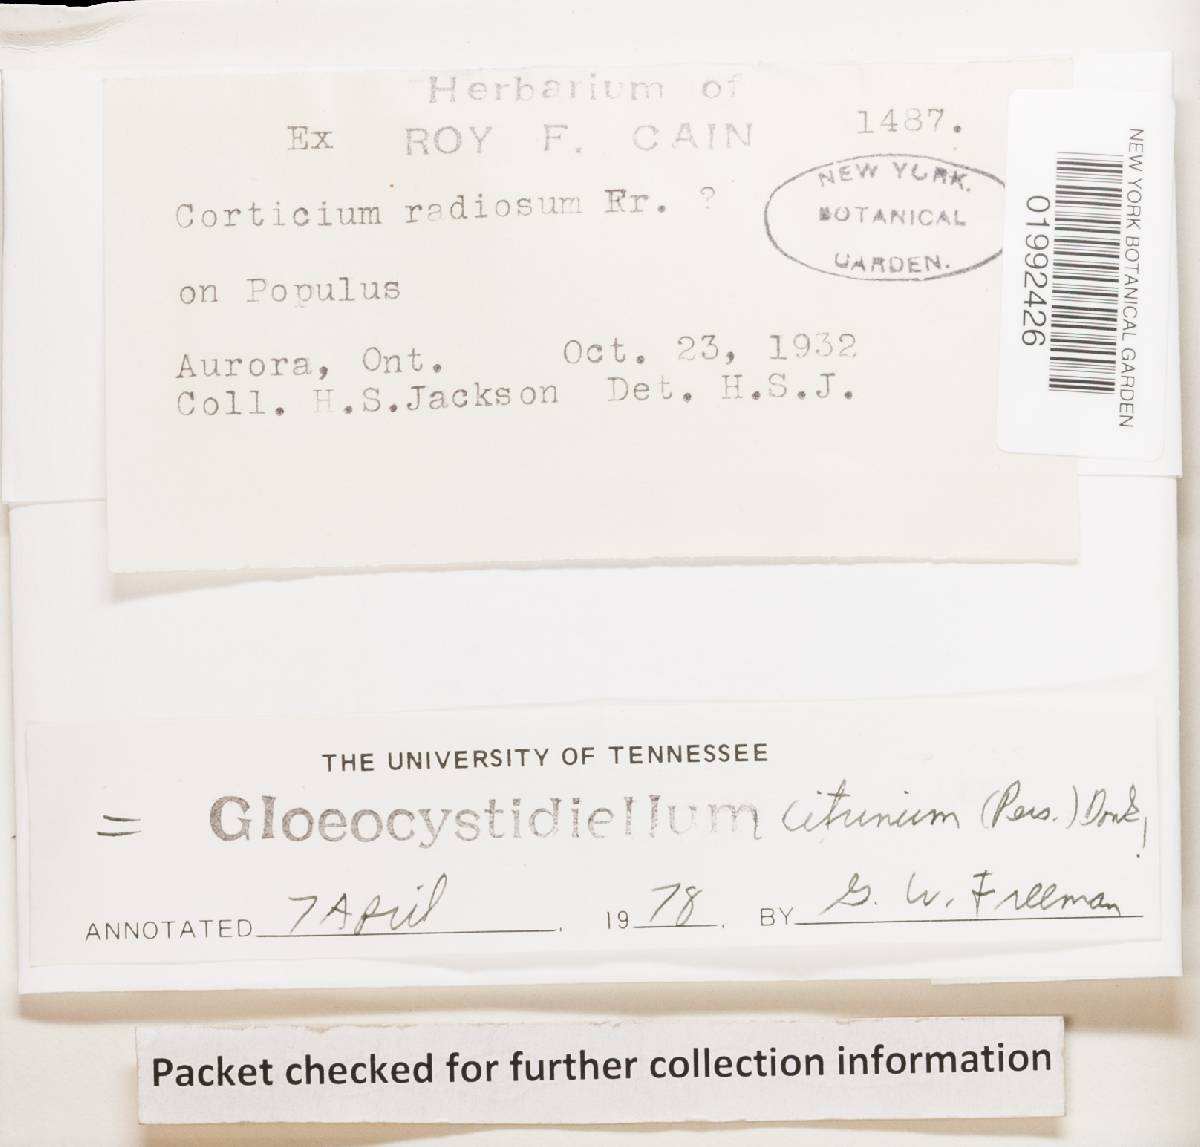 Herbarium of
Ex ROY F. CAIN 1487.
Corticium radiosum Fr. ?
NEW YORK
BOTANICAL
GARDEN.
on Populus
Aurora, Ont. Oct. 23, 1932
Coll. H.S.Jackson Det. H.S.J.
NEW YORK BOTANICAL GARDEN
01992426
THE UNIVERSITY OF TENNESSEE
= Gloeocystidiellum citrinum (Pers.) Donk!
ANNOTATED 7 April, 1978. BY G. W. Freeman
Packet checked for further collection information